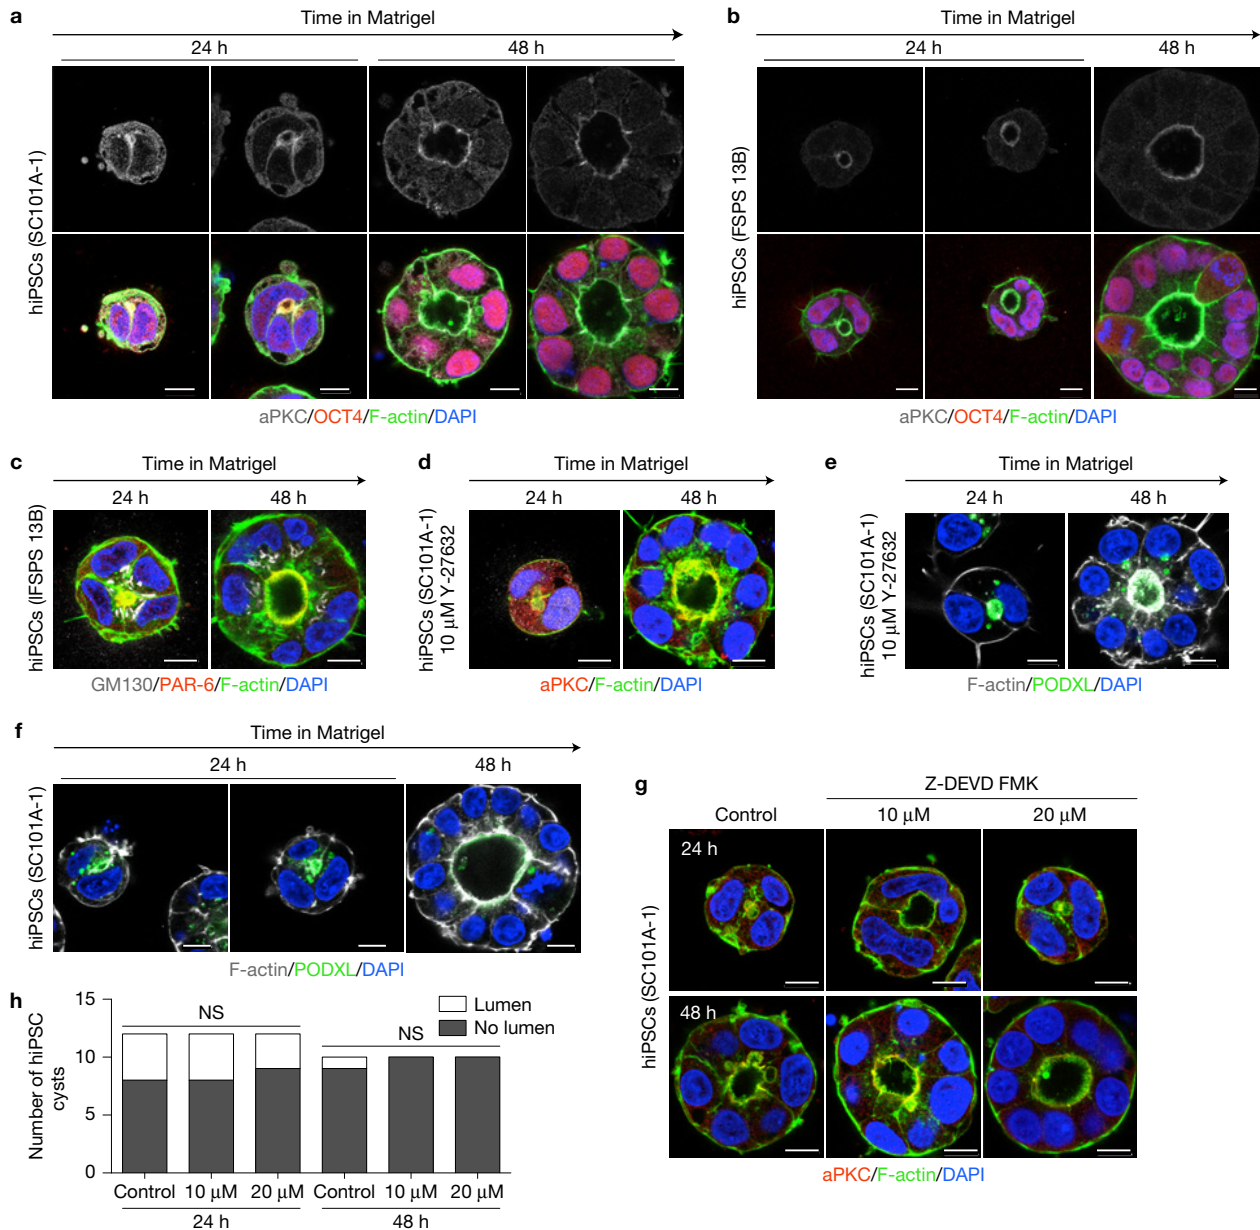 a
Time in Matrigel
24 h
48 h
hiPSCs (SC101A-1)
aPKC/OCT4/F-actin/DAPI
b
Time in Matrigel
24 h
48 h
hiPSCs (FSPS 13B)
aPKC/OCT4/F-actin/DAPI
c
Time in Matrigel
24 h
48 h
hiPSCs (IFSPS 13B)
GM130/PAR-6/F-actin/DAPI
d
Time in Matrigel
24 h
48 h
hiPSCs (SC101A-1)
10 µM Y-27632
aPKC/F-actin/DAPI
e
Time in Matrigel
24 h
48 h
hiPSCs (SC101A-1)
10 µM Y-27632
F-actin/PODXL/DAPI
f
Time in Matrigel
24 h
48 h
hiPSCs (SC101A-1)
F-actin/PODXL/DAPI
g
Z-DEVD FMK
Control
10 µM
20 µM
24 h
48 h
hiPSCs (SC101A-1)
aPKC/F-actin/DAPI
h
Number of hiPSC
cysts
15
10
5
0
NS
NS
Lumen
No lumen
Control
10 µM
20 µM
Control
10 µM
20 µM
24 h
48 h